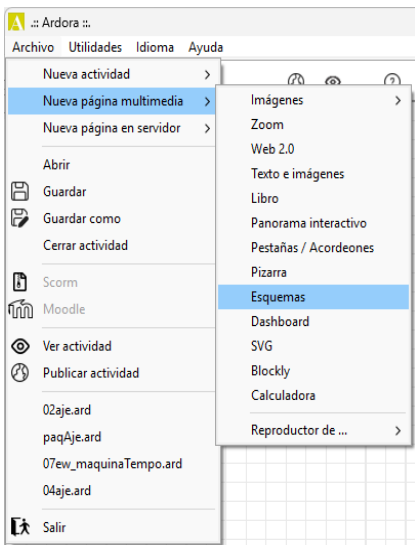 .:: Ardora ::.
Archivo Utilidades Idioma Ayuda
Nueva actividad
Nueva página multimedia
Nueva página en servidor
Abrir
Guardar
Guardar como
Cerrar actividad
Scorm
Moodle
Ver actividad
Publicar actividad
02aje.ard
paqAje.ard
07ew_maquinaTempo.ard
04aje.ard
Salir
Imágenes
Zoom
Web 2.0
Texto e imágenes
Libro
Panorama interactivo
Pestañas / Acordeones
Pizarra
Esquemas
Dashboard
SVG
Blockly
Calculadora
Reproductor de ...